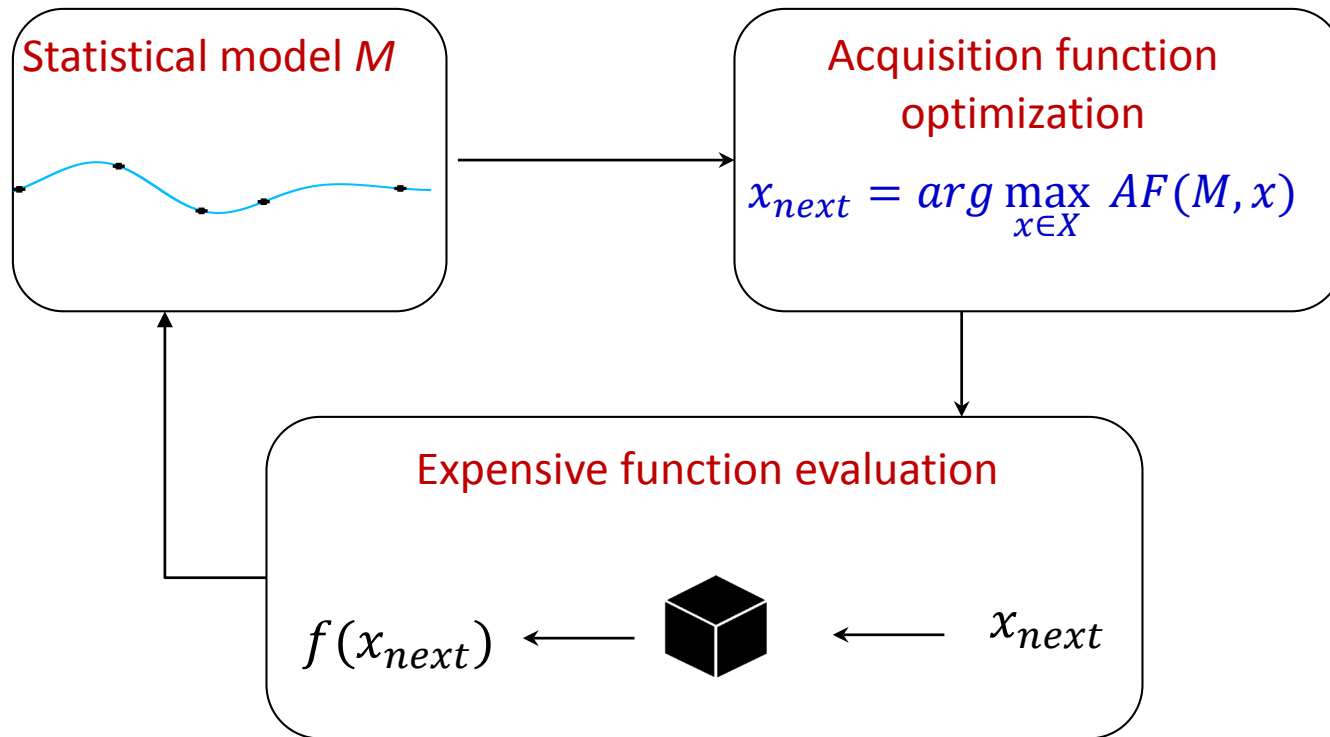 Statistical model M
Acquisition function
optimization
x_next = arg max_{x∈X} AF(M, x)
Expensive function evaluation
f(x_next)
x_next